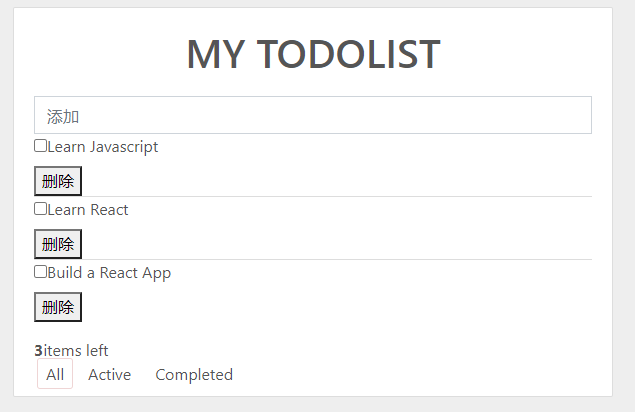 MY TODOLIST
添加
Learn Javascript
删除
Learn React
删除
Build a React App
删除
3items left
All Active Completed